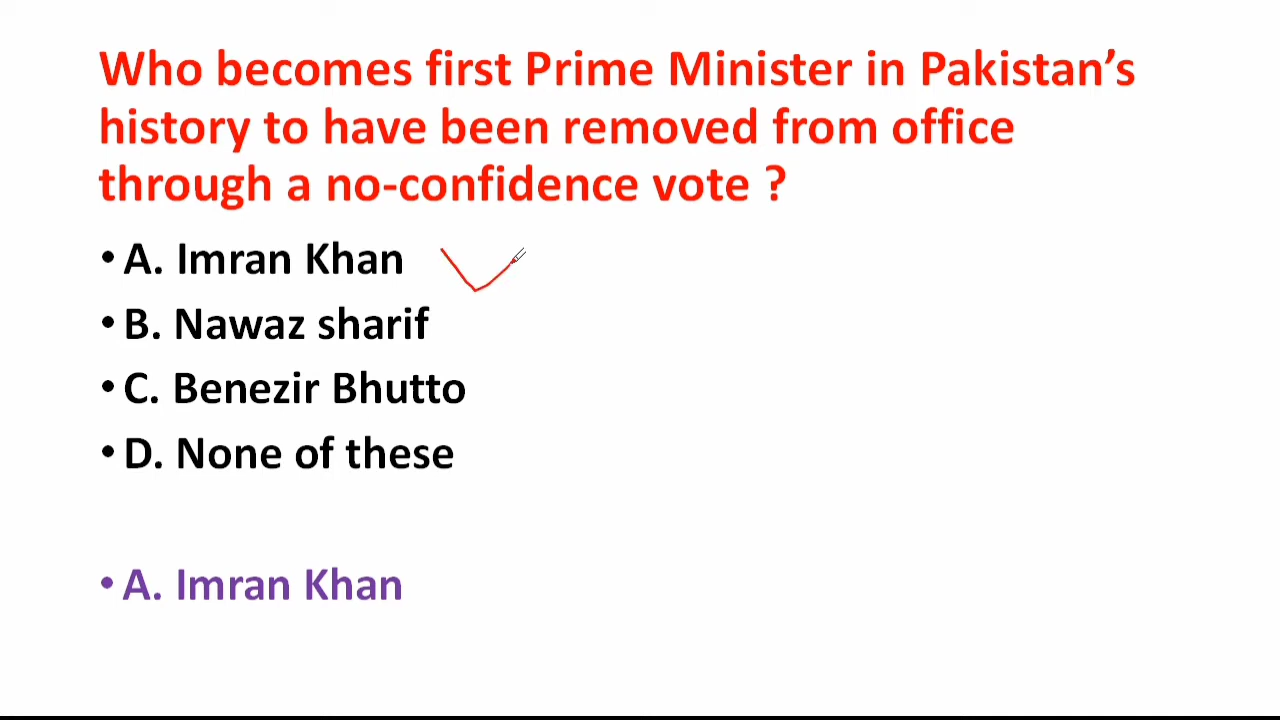 Who becomes first Prime Minister in Pakistan’s
history to have been removed from office
through a no-confidence vote ?
• A. Imran Khan
• B. Nawaz sharif
• C. Benezir Bhutto
• D. None of these
• A. Imran Khan